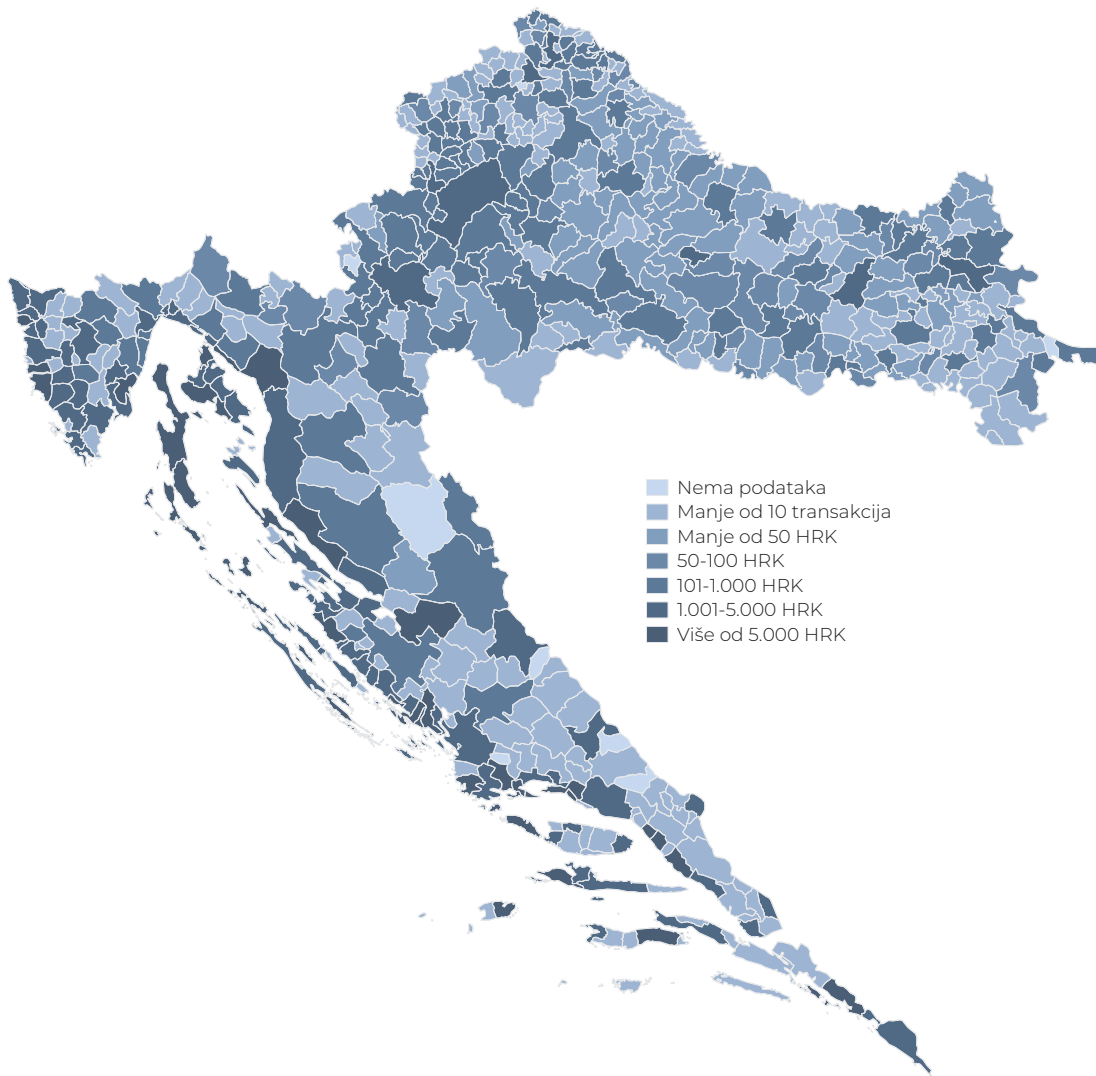 Nema podataka
Manje od 10 transakcija
Manje od 50 HRK
50-100 HRK
101-1.000 HRK
1.001-5.000 HRK
Više od 5.000 HRK